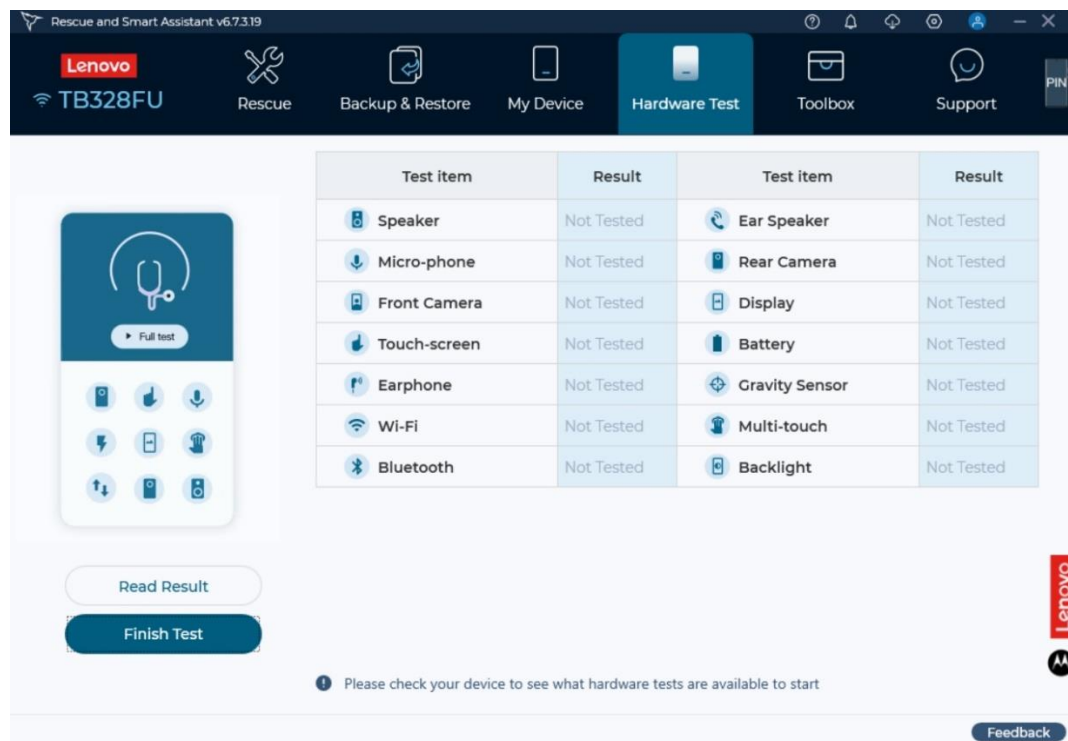 Rescue and Smart Assistant v6.7.3.19
Lenovo
TB328FU
Rescue
Backup & Restore
My Device
Hardware Test
Toolbox
Support
PIN
Test item Result Test item Result
Speaker Not Tested Ear Speaker Not Tested
Micro-phone Not Tested Rear Camera Not Tested
Front Camera Not Tested Display Not Tested
Touch-screen Not Tested Battery Not Tested
Earphone Not Tested Gravity Sensor Not Tested
Wi-Fi Not Tested Multi-touch Not Tested
Bluetooth Not Tested Backlight Not Tested
Full test
Read Result
Finish Test
Lenovo
Please check your device to see what hardware tests are available to start
Feedback